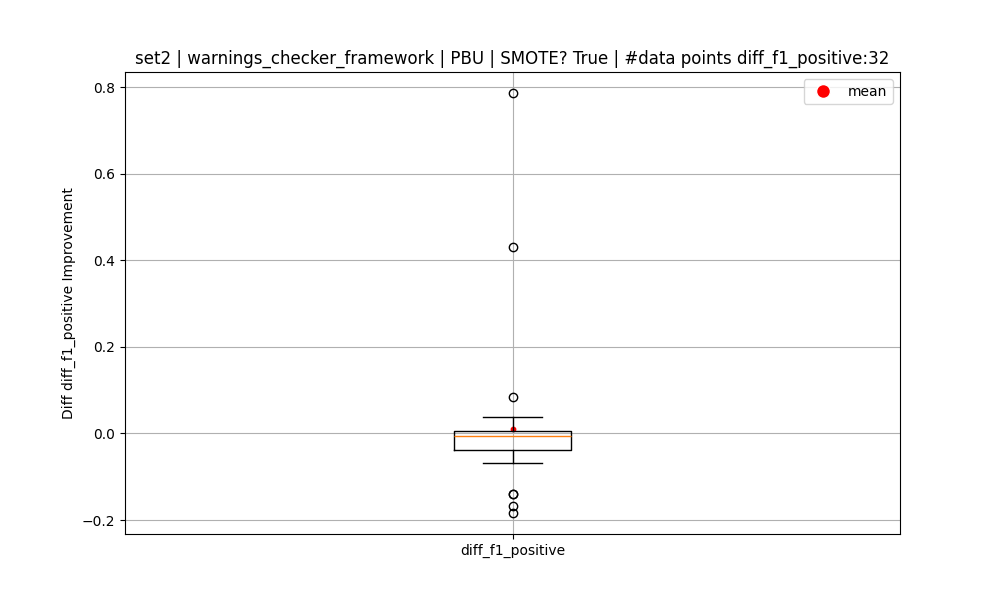 set2 | warnings_checker_framework | PBU | SMOTE? True | #data points diff_f1_positive:32
mean
0.8
0.6
0.4
0.2
0.0
−0.2
Diff diff_f1_positive Improvement
diff_f1_positive